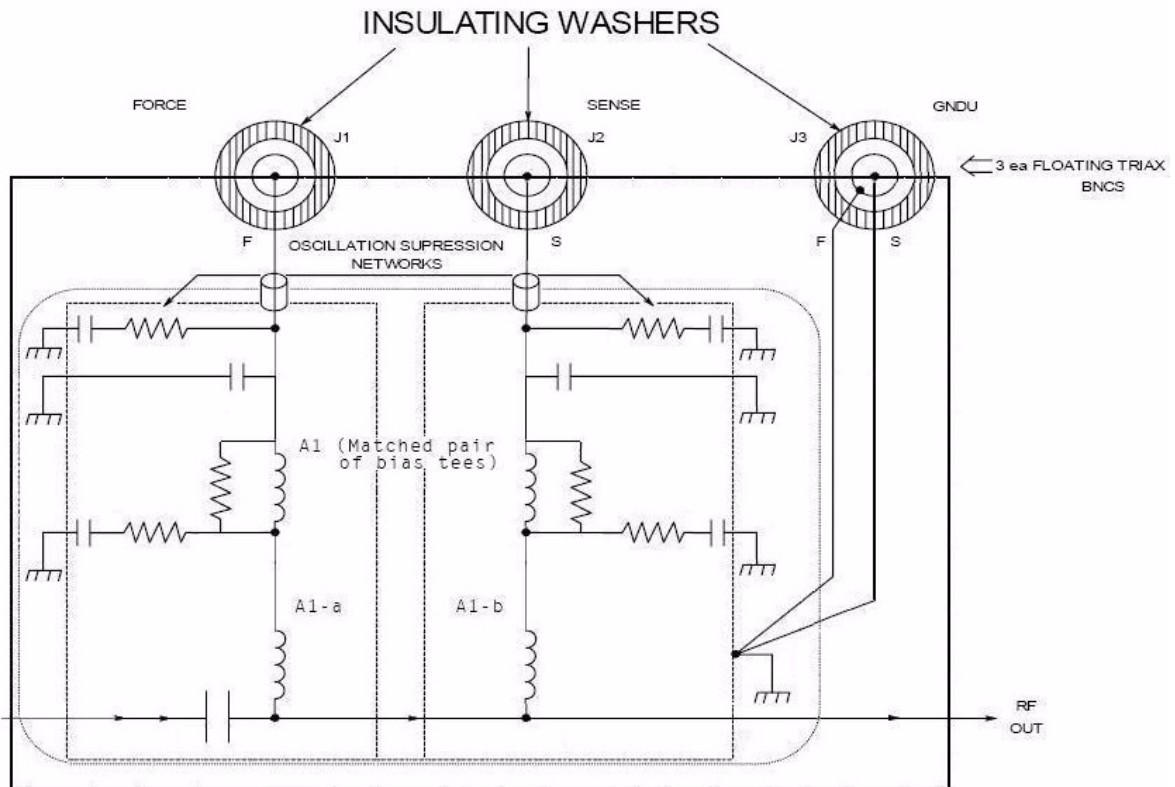 INSULATING WASHERS
FORCE
SENSE
GNDU
J1
J2
J3
3 ea FLOATING TRIAX
BNCS
F
S
F
S
OSCILLATION SUPRESSION
NETWORKS
A1 (Matched pair
of bias tees)
A1-a
A1-b
RF
OUT